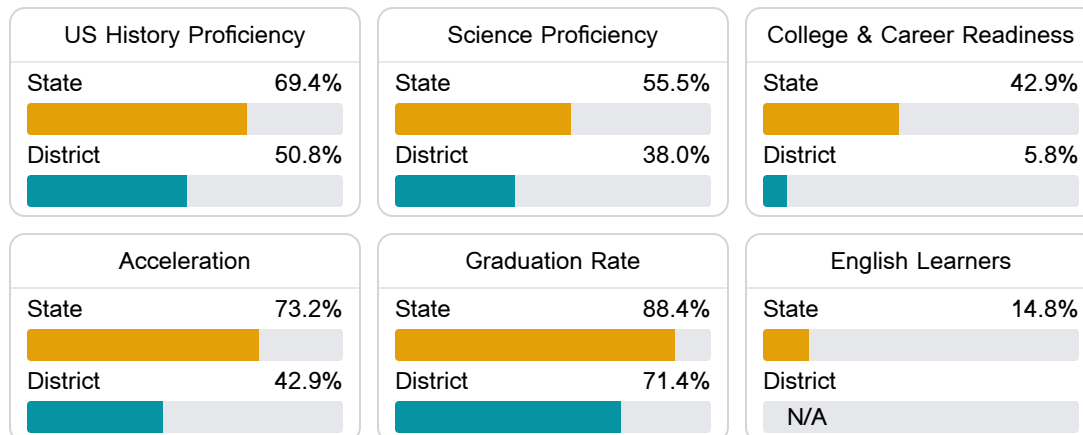 US History Proficiency
State 69.4%
District 50.8%
Science Proficiency
State 55.5%
District 38.0%
College & Career Readiness
State 42.9%
District 5.8%
Acceleration
State 73.2%
District 42.9%
Graduation Rate
State 88.4%
District 71.4%
English Learners
State 14.8%
District
N/A